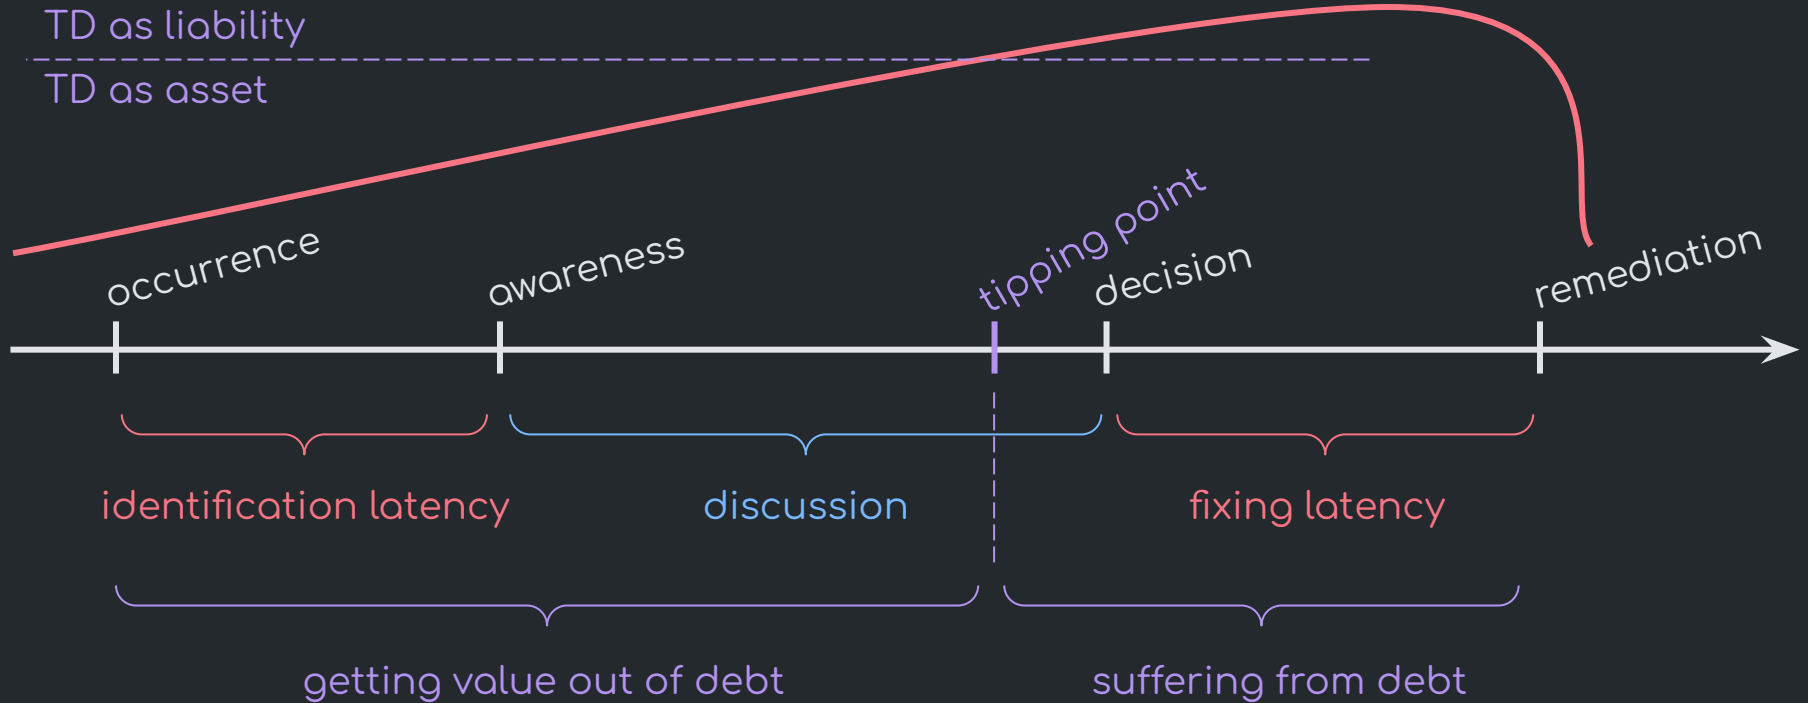 TD as liability
TD as asset
occurrence
awareness
tipping point
decision
remediation
identification latency
discussion
fixing latency
getting value out of debt
suffering from debt